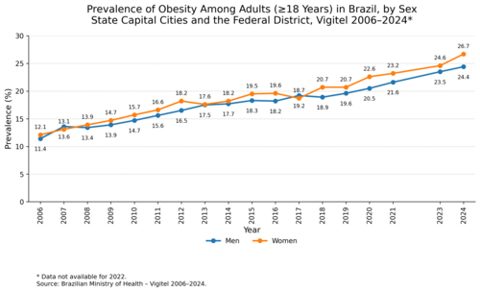 Prevalence of Obesity Among Adults (≥18 Years) in Brazil, by Sex
State Capital Cities and the Federal District, Vigitel 2006–2024*
Prevalence (%)
30
25
20
15
10
5
0
12.1 13.1 13.9 14.7 15.7 16.6 18.2 17.6 18.2 19.5 19.6 18.7 20.7 20.7 22.6 23.2 24.6 26.7
11.4 13.6 13.4 13.9 14.7 15.6 16.5 17.5 17.7 18.3 18.2 19.2 18.9 19.6 20.5 21.6 23.5 24.4
2006 2007 2008 2009 2010 2011 2012 2013 2014 2015 2016 2017 2018 2019 2020 2021 2023 2024
Year
Men Women
* Data not available for 2022.
Source: Brazilian Ministry of Health – Vigitel 2006–2024.